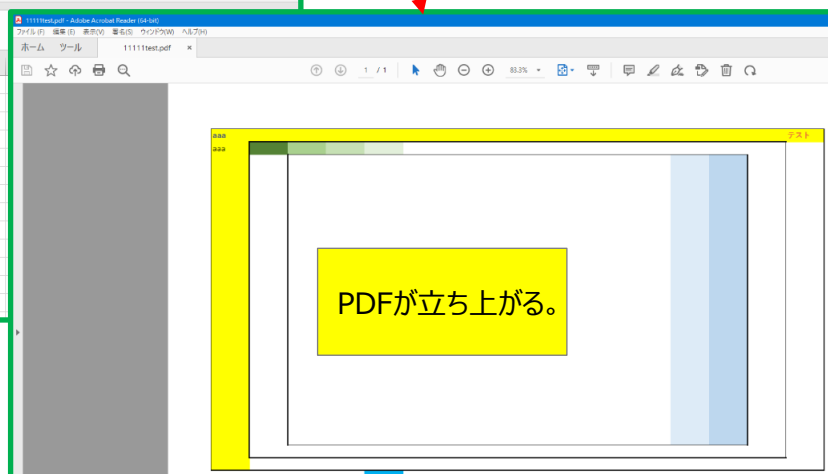 11111test.pdf - Adobe Acrobat Reader (64-bit)
ファイル(F) 編集(E) 表示(V) 署名(S) ウィンドウ(W) ヘルプ(H)
ホーム ツール 11111test.pdf ×
1 / 1 83.3%
aaa テスト
aaa
PDFが立ち上がる。